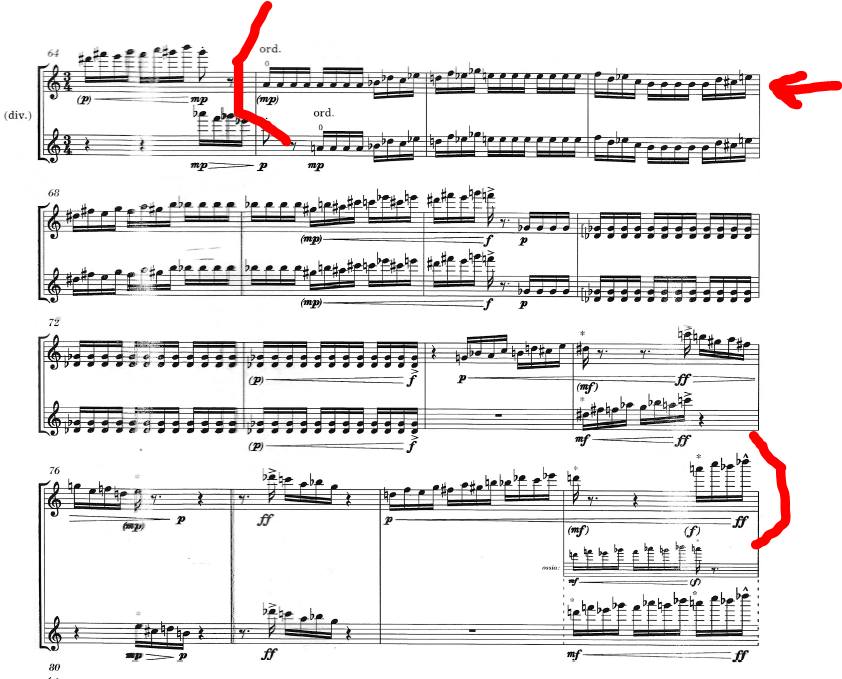 64
ord.
(p) mp (mp)
(div.)
ord.
mp p mp
68
(mp) f p
(mp) f p
72
(p) f p (mf) ff
(p) f mf ff
76
(mp) p ff p (mf) (f) ff
ossia:
mf (f)
mp p ff mf ff
80